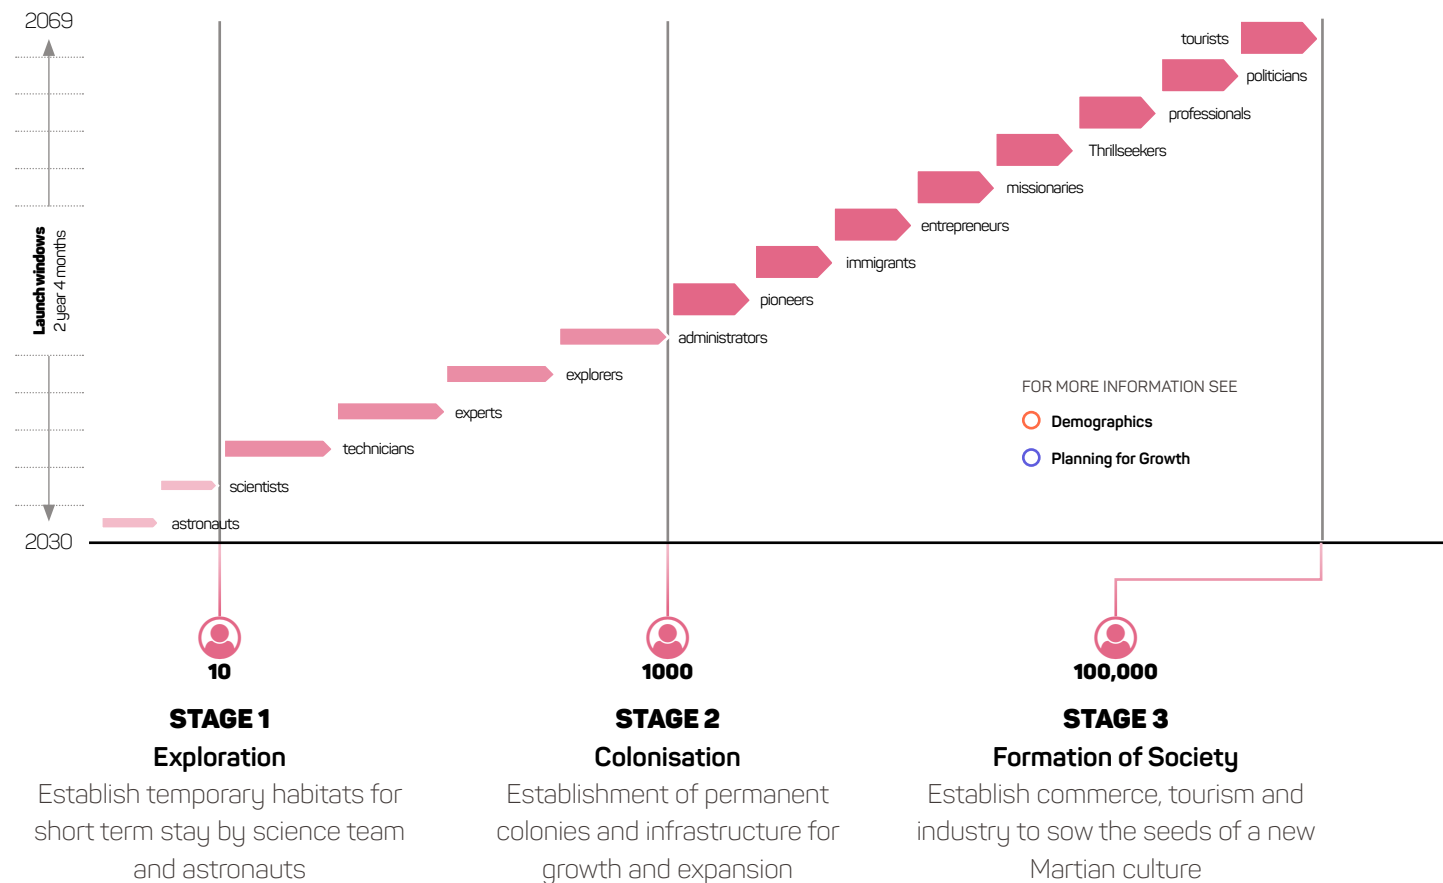 2069
tourists
politicians
professionals
Thrillseekers
missionaries
entrepreneurs
immigrants
pioneers
administrators
explorers
experts
technicians
scientists
astronauts
Launch windows
2 year 4 months
2030
FOR MORE INFORMATION SEE
Demographics
Planning for Growth
10
STAGE 1
Exploration
Establish temporary habitats for
short term stay by science team
and astronauts
1000
STAGE 2
Colonisation
Establishment of permanent
colonies and infrastructure for
growth and expansion
100,000
STAGE 3
Formation of Society
Establish commerce, tourism and
industry to sow the seeds of a new
Martian culture